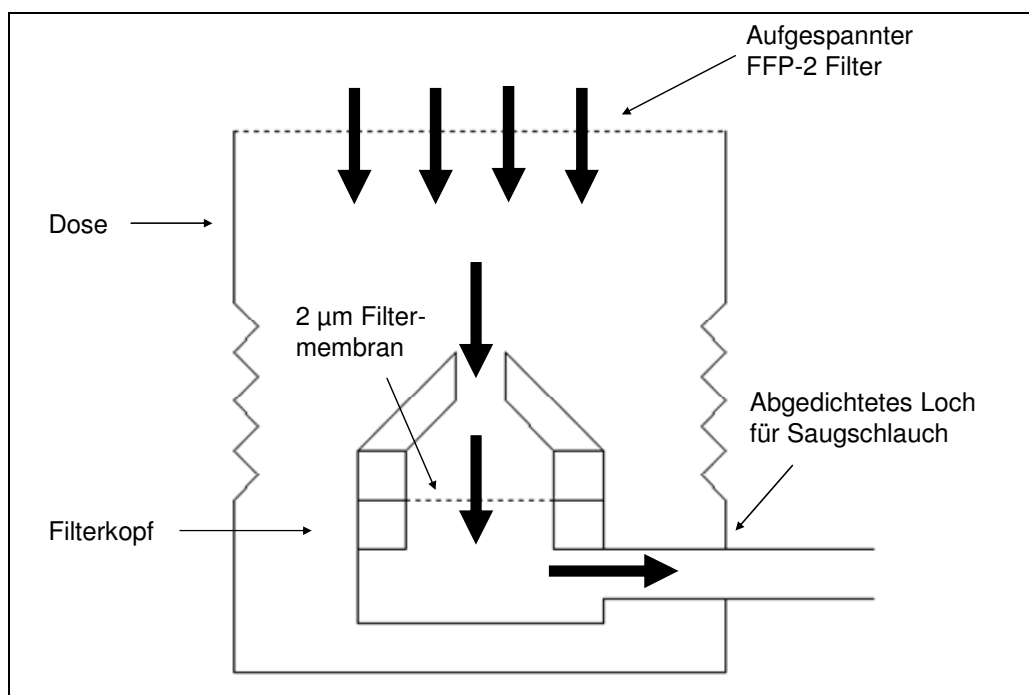 Aufgespannter
FFP-2 Filter
Dose
2 µm Filter-
membran
Abgedichtetes Loch
für Saugschlauch
Filterkopf